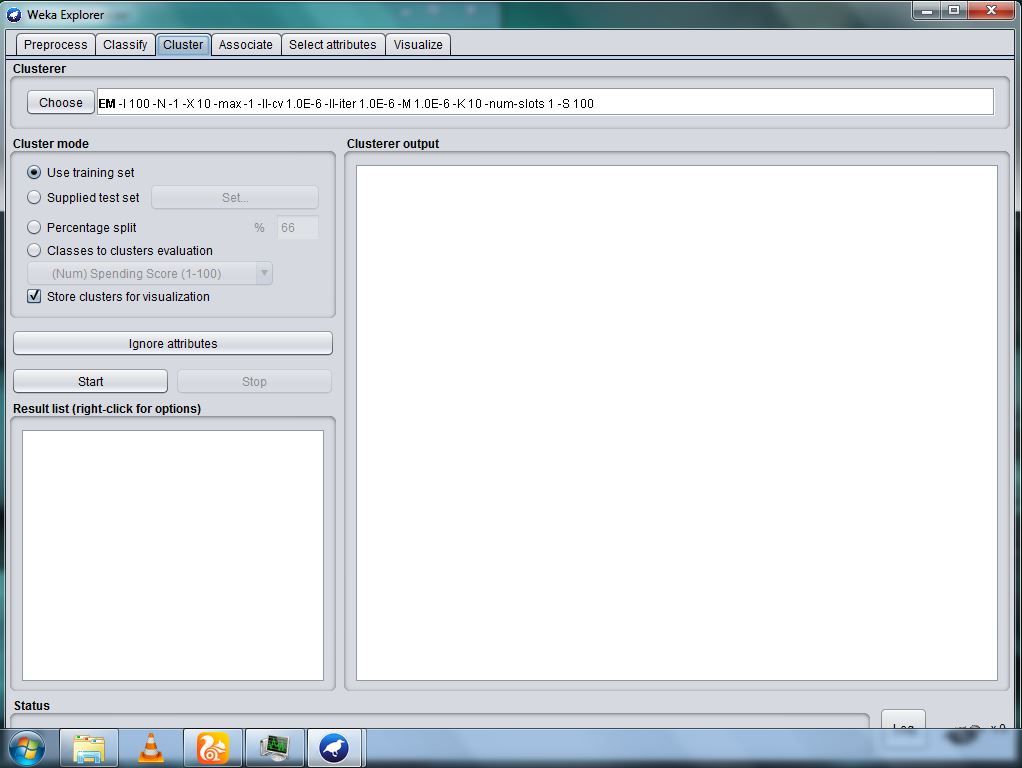 Weka Explorer
Preprocess Classify Cluster Associate Select attributes Visualize
Clusterer
Choose EM -I 100 -N -1 -X 10 -max -1 -ll-cv 1.0E-6 -ll-iter 1.0E-6 -M 1.0E-6 -K 10 -num-slots 1 -S 100
Cluster mode
Use training set
Supplied test set Set...
Percentage split % 66
Classes to clusters evaluation
(Num) Spending Score (1-100)
Store clusters for visualization
Ignore attributes
Start Stop
Result list (right-click for options)
Clusterer output
Status
Log x 0